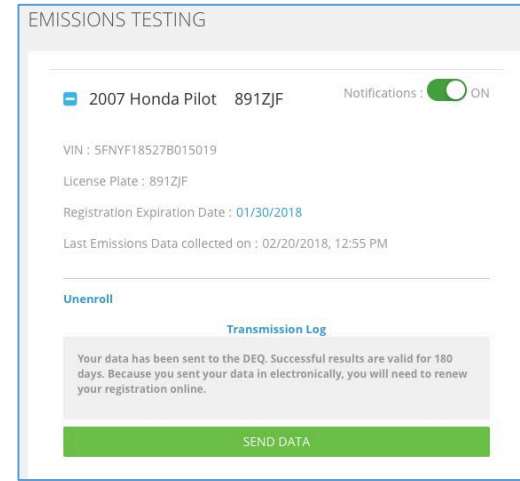 EMISSIONS TESTING
2007 Honda Pilot 891ZJF
Notifications : ON
VIN : 5FNYF18527B015019
License Plate : 891ZJF
Registration Expiration Date : 01/30/2018
Last Emissions Data collected on : 02/20/2018, 12:55 PM
Unenroll
Transmission Log
Your data has been sent to the DEQ. Successful results are valid for 180
days. Because you sent your data in electronically, you will need to renew
your registration online.
SEND DATA